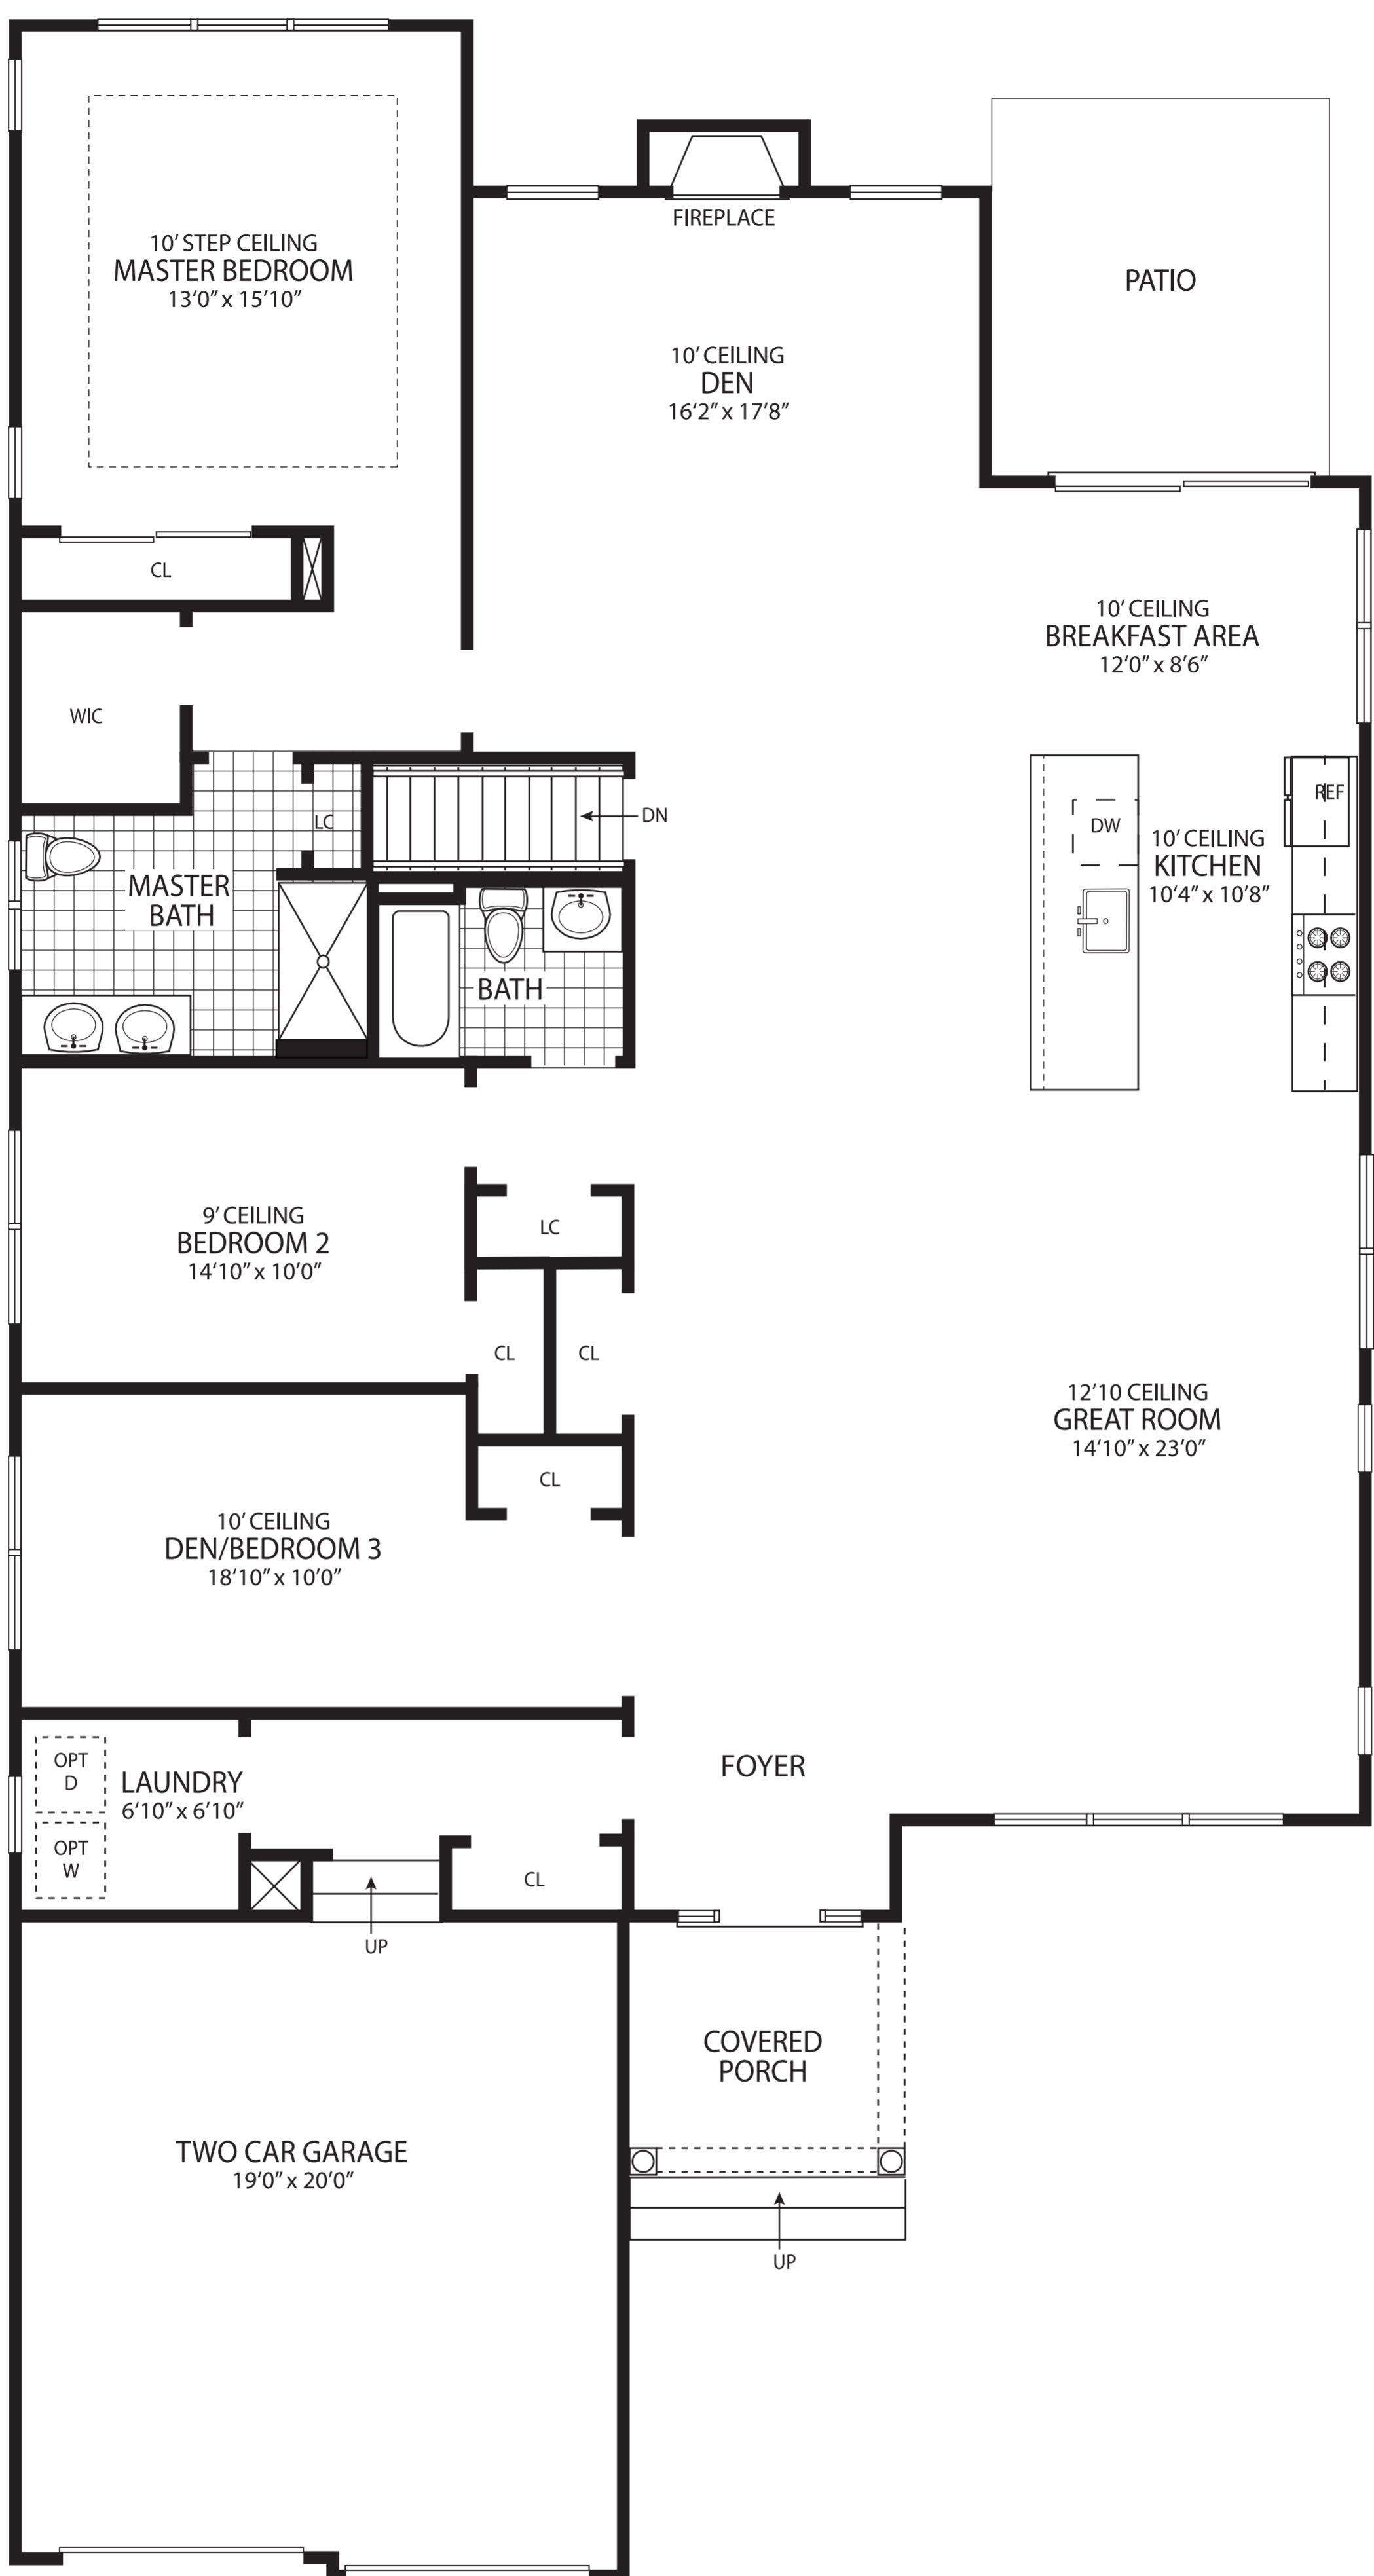 10’ STEP CEILING
MASTER BEDROOM
13‘0” x 15’10”
FIREPLACE
PATIO
10’ CEILING
DEN
16‘2” x 17’8”
CL
10’ CEILING
BREAKFAST AREA
12‘0” x 8’6”
WIC
LC
DN
REF
DW
10’ CEILING
KITCHEN
10‘4” x 10’8”
MASTER
BATH
BATH
9’ CEILING
BEDROOM 2
14‘10” x 10’0”
LC
CL
CL
12’10 CEILING
GREAT ROOM
14‘10” x 23’0”
CL
10’ CEILING
DEN/BEDROOM 3
18‘10” x 10’0”
OPT
D
LAUNDRY
6‘10” x 6’10”
OPT
W
FOYER
CL
UP
COVERED
PORCH
TWO CAR GARAGE
19‘0” x 20’0”
UP